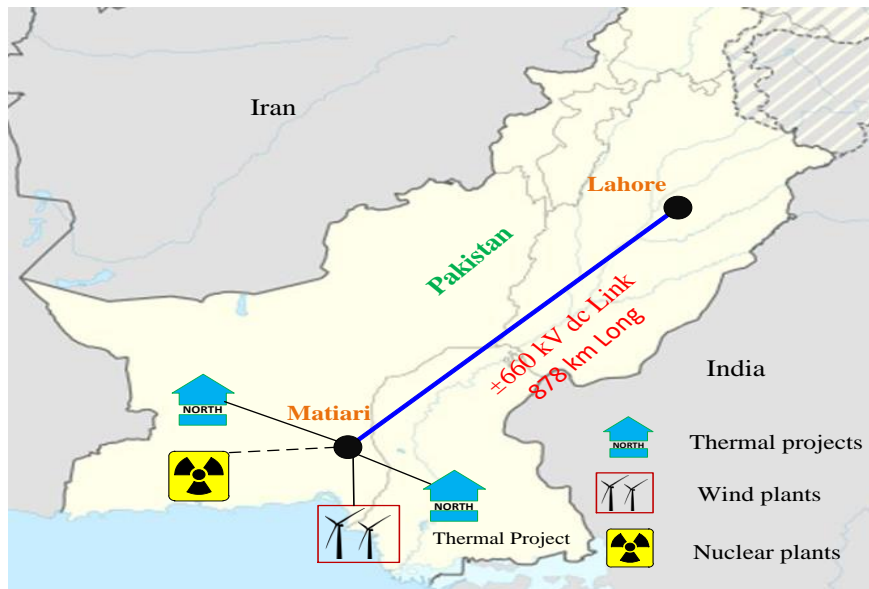 Iran
Lahore
Pakistan
±660 kV dc Link
878 km Long
India
NORTH
Matiari
NORTH
Thermal projects
NORTH
Wind plants
Thermal Project
Nuclear plants